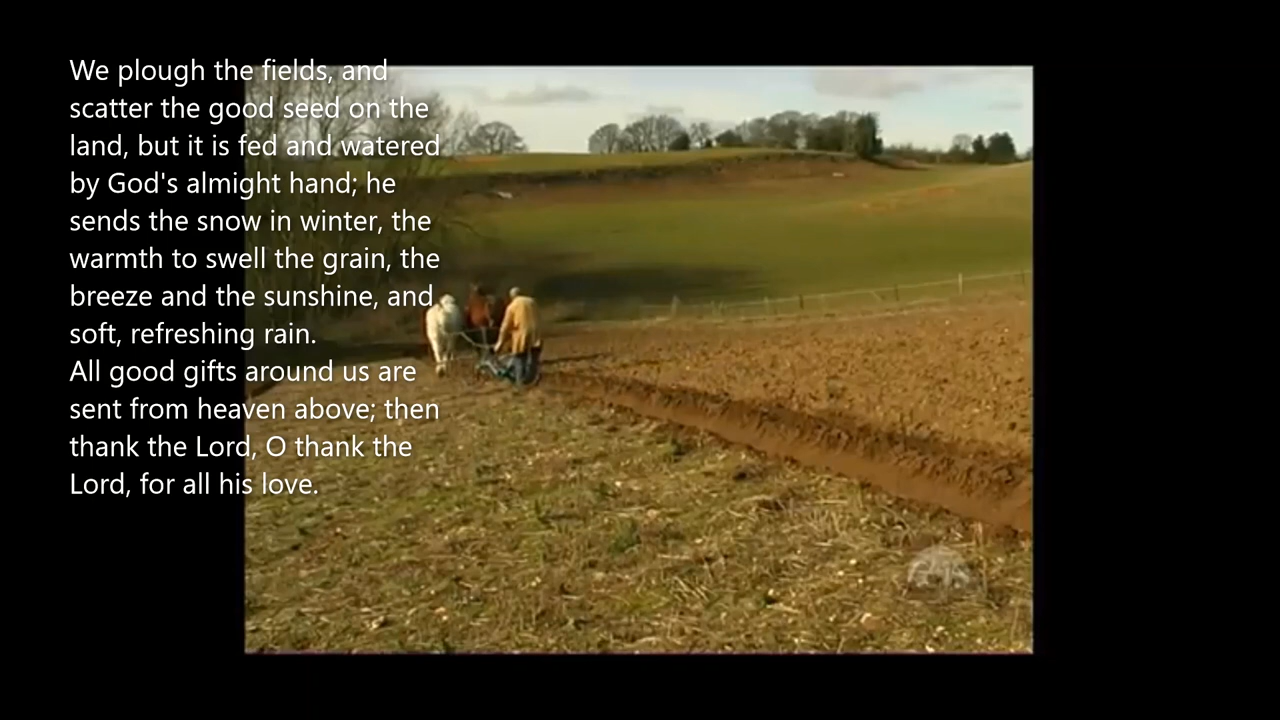 We plough the fields, and
scatter the good seed on the
land, but it is fed and watered
by God's almight hand; he
sends the snow in winter, the
warmth to swell the grain, the
breeze and the sunshine, and
soft, refreshing rain.
All good gifts around us are
sent from heaven above; then
thank the Lord, O thank the
Lord, for all his love.